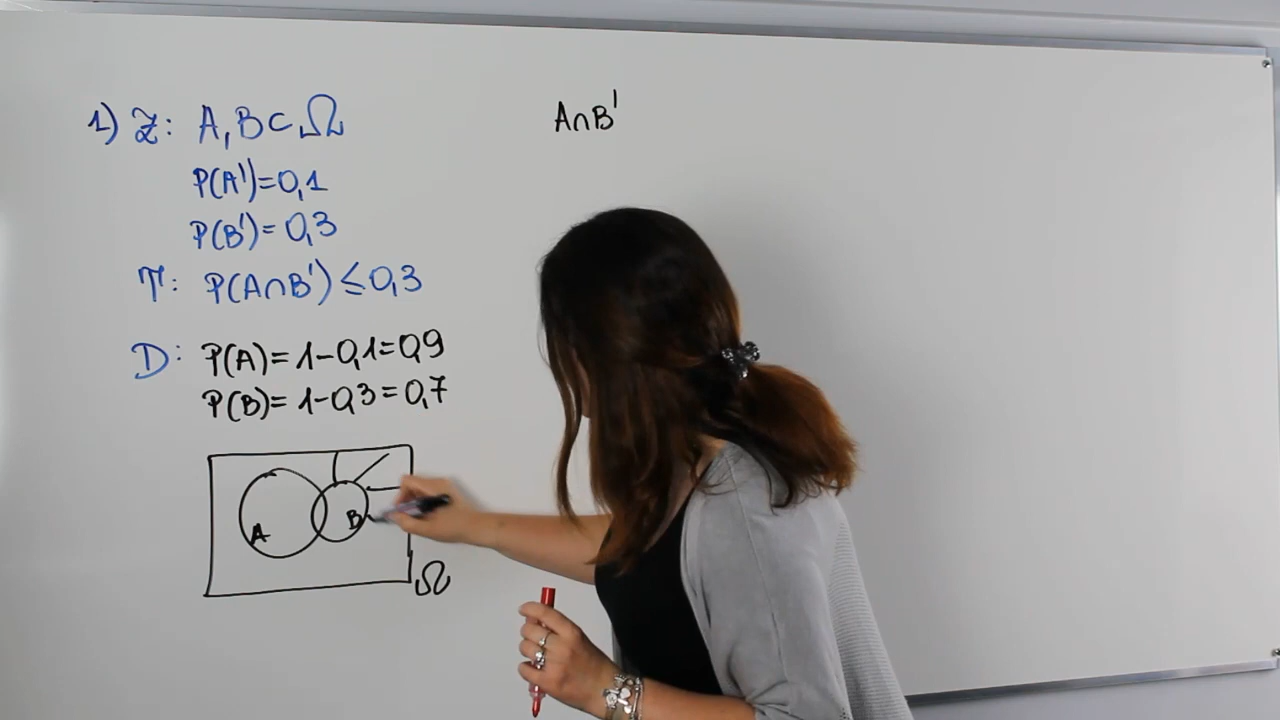 1) Z: A, B ⊂ Ω
P(A')=0,1
P(B')=0,3
T: P(A∩B') ≤ 0,3
D: P(A)=1-0,1=0,9
P(B)=1-0,3=0,7
A B
Ω
A∩B'